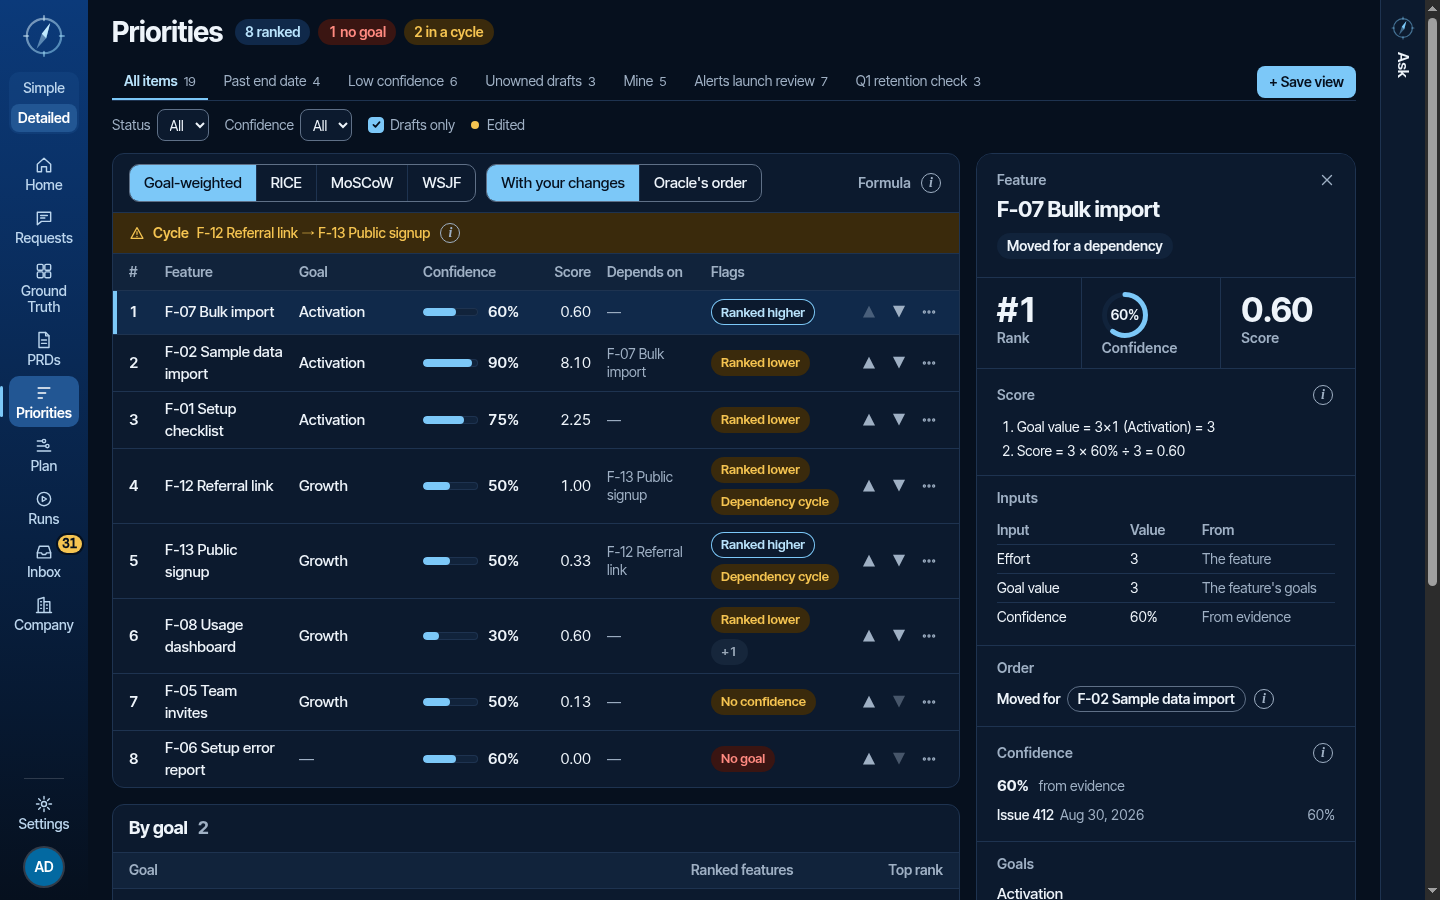 Simple
Detailed
Home
Requests
Ground
Truth
PRDs
Priorities
Plan
Runs
31
Inbox
Company
Settings
AD
Priorities
8 ranked
1 no goal
2 in a cycle
All items 19
Past end date 4
Low confidence 6
Unowned drafts 3
Mine 5
Alerts launch review 7
Q1 retention check 3
+ Save view
Status
All
Confidence
All
Drafts only
Edited
Goal-weighted
RICE
MoSCoW
WSJF
With your changes
Oracle's order
Formula
i
Cycle F-12 Referral link → F-13 Public signup
i
# Feature Goal Confidence Score Depends on Flags
1 F-07 Bulk import Activation 60% 0.60 — Ranked higher
2 F-02 Sample data import Activation 90% 8.10 F-07 Bulk import Ranked lower
3 F-01 Setup checklist Activation 75% 2.25 — Ranked lower
4 F-12 Referral link Growth 50% 1.00 F-13 Public signup Ranked lower
Dependency cycle
5 F-13 Public signup Growth 50% 0.33 F-12 Referral link Ranked higher
Dependency cycle
6 F-08 Usage dashboard Growth 30% 0.60 — Ranked lower
+1
7 F-05 Team invites Growth 50% 0.13 — No confidence
8 F-06 Setup error report — 60% 0.00 — No goal
By goal 2
Goal Ranked features Top rank
Feature
F-07 Bulk import
Moved for a dependency
#1
Rank
60%
Confidence
0.60
Score
Score
i
1. Goal value = 3×1 (Activation) = 3
2. Score = 3 × 60% ÷ 3 = 0.60
Inputs
Input Value From
Effort 3 The feature
Goal value 3 The feature's goals
Confidence 60% From evidence
Order
Moved for F-02 Sample data import
i
Confidence
i
60% from evidence
Issue 412 Aug 30, 2026 60%
Goals
Activation
Ask